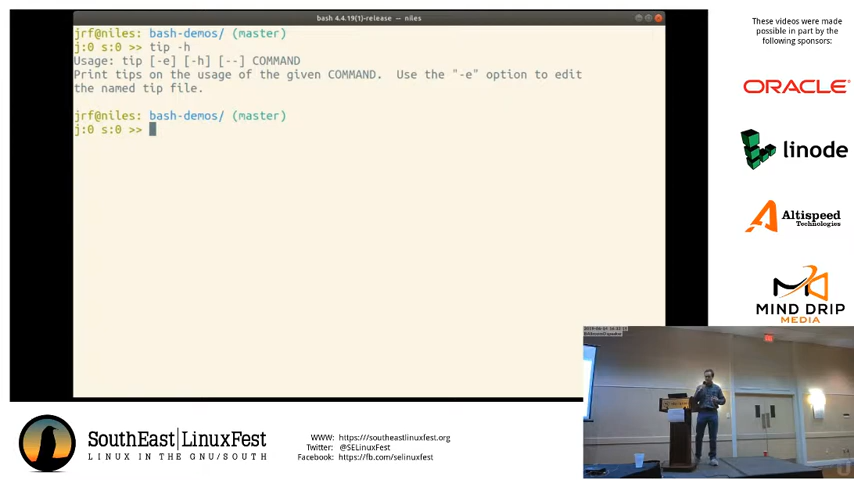 bash 4.4.19(1)-release — niles
jrf@niles: bash-demos/ (master)
j:0 s:0 >> tip -h
Usage: tip [-e] [-h] [--] COMMAND
Print tips on the usage of the given COMMAND.  Use the "-e" option to edit
the named tip file.
jrf@niles: bash-demos/ (master)
j:0 s:0 >>
These videos were made
possible in part by the
following sponsors:
ORACLE
linode
Altispeed
Technologies
MIND DRIP
MEDIA
SouthEast|LinuxFest
LINUX IN THE GNU/SOUTH
WWW: https:///southeastlinuxfest.org
Twitter: @SELinuxFest
Facebook: https://fb.com/selinuxfest